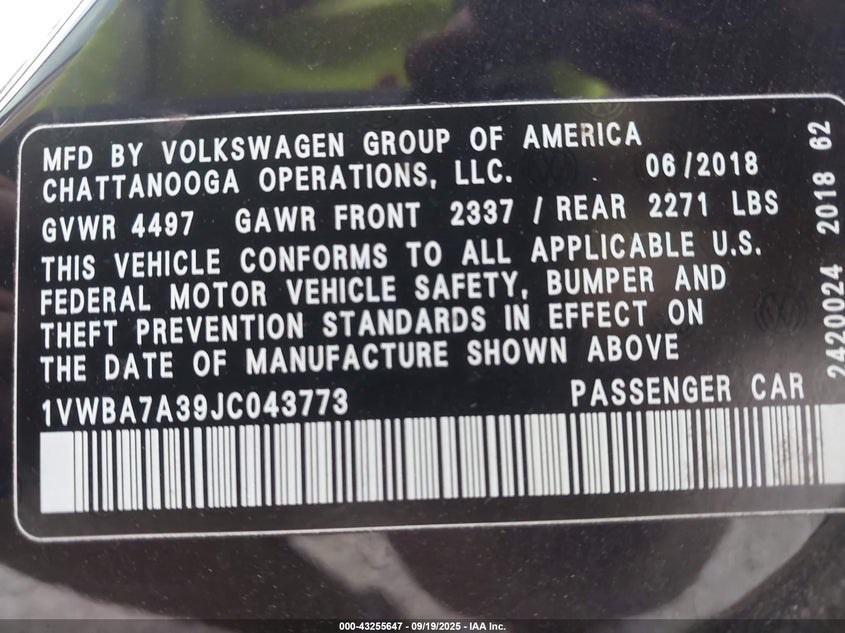 MFD BY VOLKSWAGEN GROUP OF AMERICA
CHATTANOOGA OPERATIONS, LLC. 06/2018
GVWR 4497 GAWR FRONT 2337 / REAR 2271 LBS
THIS VEHICLE CONFORMS TO ALL APPLICABLE U.S.
FEDERAL MOTOR VEHICLE SAFETY, BUMPER AND
THEFT PREVENTION STANDARDS IN EFFECT ON
THE DATE OF MANUFACTURE SHOWN ABOVE
1VWBA7A39JC043773 PASSENGER CAR
2420024 2018 62
000-43255647 - 09/19/2025 - IAA Inc.